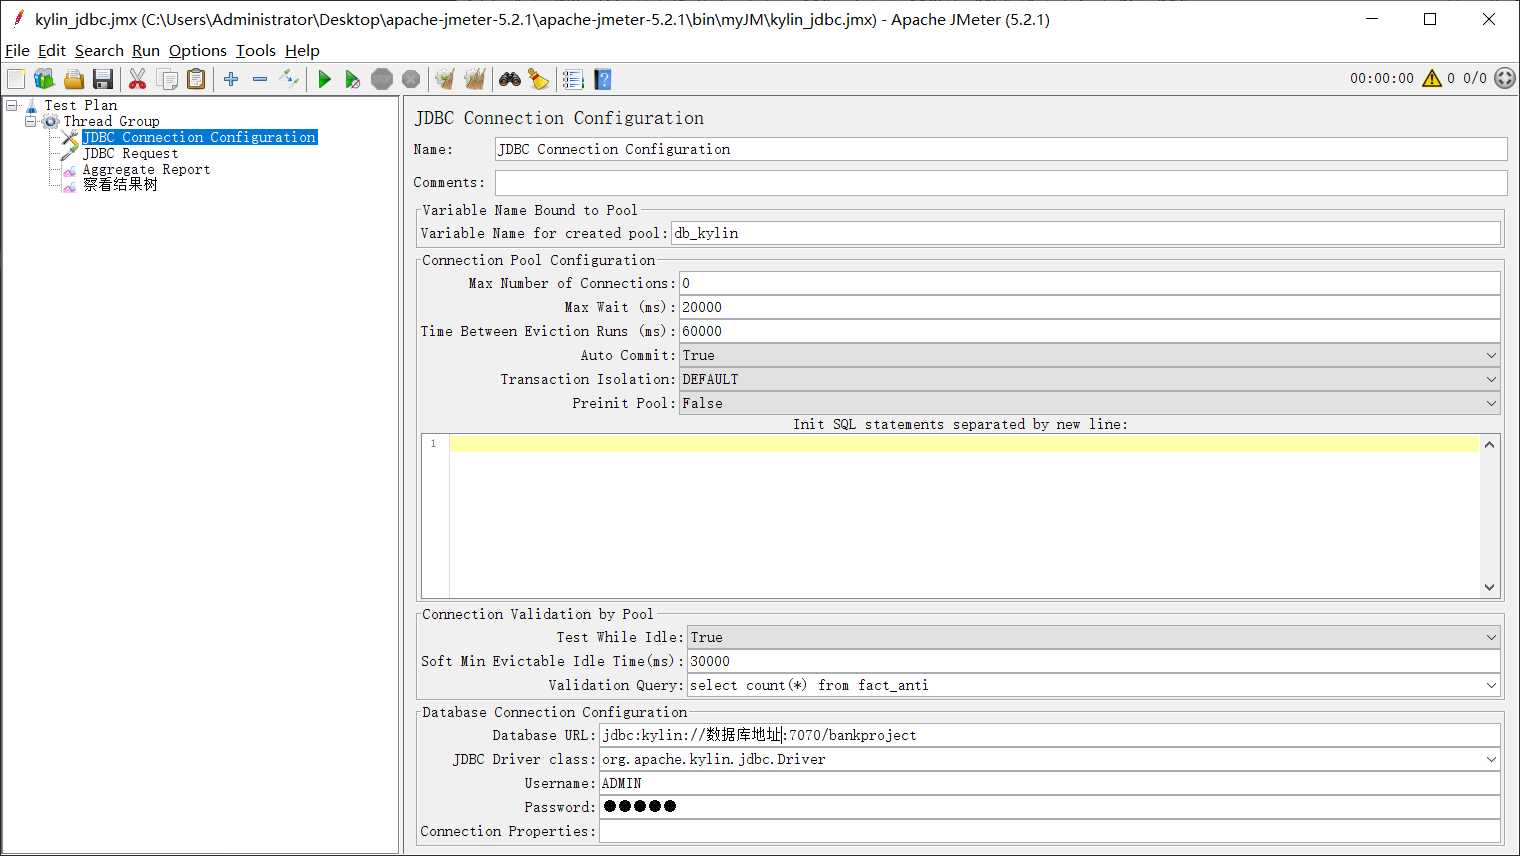 kylin_jdbc.jmx (C:\Users\Administrator\Desktop\apache-jmeter-5.2.1\apache-jmeter-5.2.1\bin\myJM\kylin_jdbc.jmx) - Apache JMeter (5.2.1)
File Edit Search Run Options Tools Help
STOP 00:00:00 0 0/0
Test Plan
Thread Group
JDBC Connection Configuration
JDBC Request
Aggregate Report
察看结果树
JDBC Connection Configuration
Name: JDBC Connection Configuration
Comments:
Variable Name Bound to Pool
Variable Name for created pool: db_kylin
Connection Pool Configuration
Max Number of Connections: 0
Max Wait (ms): 20000
Time Between Eviction Runs (ms): 60000
Auto Commit: True
Transaction Isolation: DEFAULT
Preinit Pool: False
Init SQL statements separated by new line:
1
Connection Validation by Pool
Test While Idle: True
Soft Min Evictable Idle Time(ms): 30000
Validation Query: select count(*) from fact_anti
Database Connection Configuration
Database URL: jdbc:kylin://数据库地址:7070/bankproject
JDBC Driver class: org.apache.kylin.jdbc.Driver
Username: ADMIN
Password: ●●●●●
Connection Properties: